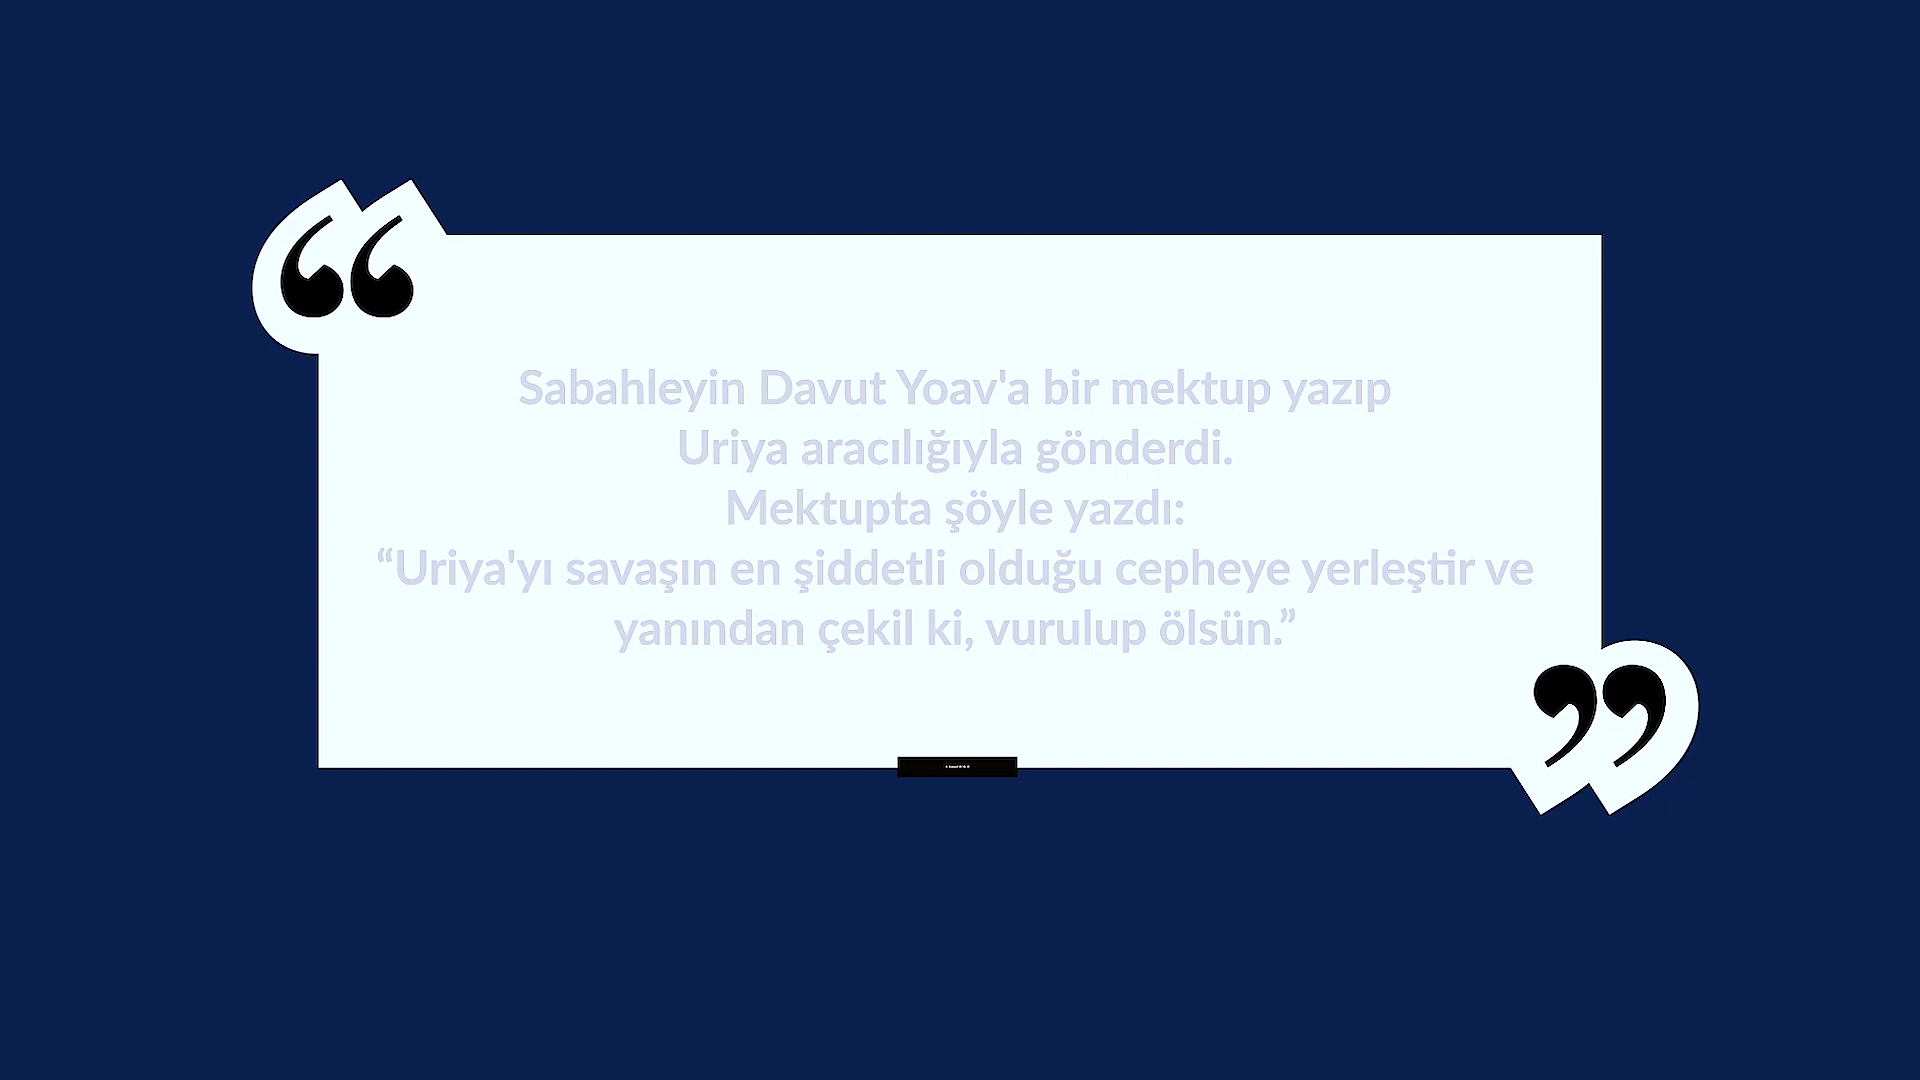 Sabahleyin Davut Yoav'a bir mektup yazıp
Uriya aracılığıyla gönderdi.
Mektupta şöyle yazdı:
“Uriya'yı savaşın en şiddetli olduğu cepheye yerleştir ve
yanından çekil ki, vurulup ölsün.”